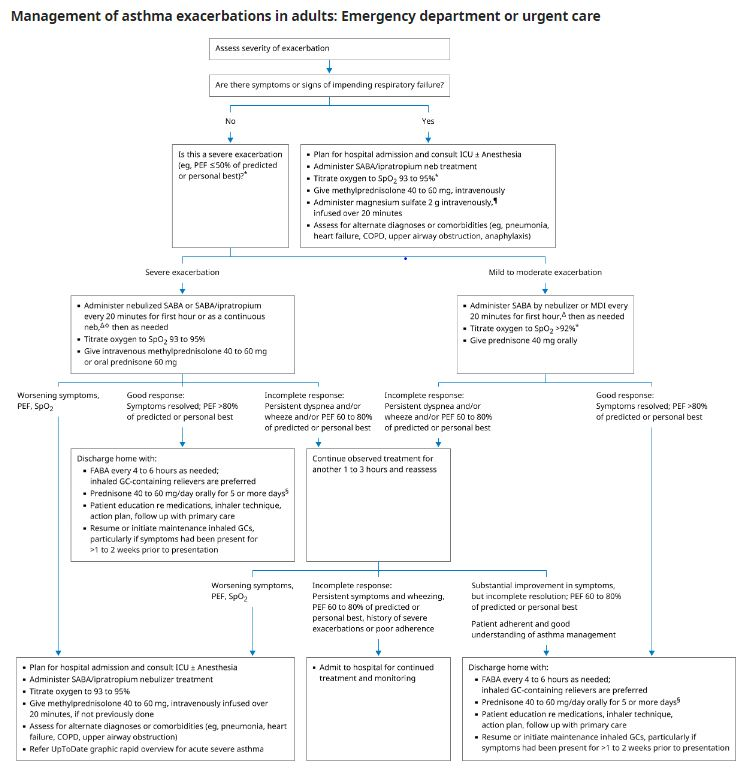 Management of asthma exacerbations in adults: Emergency department or urgent care
Assess severity of exacerbation
Are there symptoms or signs of impending respiratory failure?
No
Yes
Is this a severe exacerbation
(eg, PEF ≤50% of predicted
or personal best)?*
▪ Plan for hospital admission and consult ICU ± Anesthesia
▪ Administer SABA/ipratropium neb treatment
▪ Titrate oxygen to SpO2 93 to 95%*
▪ Give methylprednisolone 40 to 60 mg, intravenously
▪ Administer magnesium sulfate 2 g intravenously,¶
infused over 20 minutes
▪ Assess for alternate diagnoses or comorbidities (eg, pneumonia,
heart failure, COPD, upper airway obstruction, anaphylaxis)
Severe exacerbation
Mild to moderate exacerbation
▪ Administer nebulized SABA or SABA/ipratropium
every 20 minutes for first hour or as a continuous
neb,Δ◊ then as needed
▪ Titrate oxygen to SpO2 93 to 95%
▪ Give intravenous methylprednisolone 40 to 60 mg
or oral prednisone 60 mg
▪ Administer SABA by nebulizer or MDI every
20 minutes for first hour,Δ then as needed
▪ Titrate oxygen to SpO2 >92%*
▪ Give prednisone 40 mg orally
Worsening symptoms,
PEF, SpO2
Good response:
Symptoms resolved; PEF >80%
of predicted or personal best
Incomplete response:
Persistent dyspnea and/or
wheeze and/or PEF 60 to 80%
of predicted or personal best
Incomplete response:
Persistent dyspnea and/or
wheeze and/or PEF 60 to 80%
of predicted or personal best
Good response:
Symptoms resolved; PEF >80%
of predicted or personal best
Discharge home with:
▪ FABA every 4 to 6 hours as needed;
inhaled GC-containing relievers are preferred
▪ Prednisone 40 to 60 mg/day orally for 5 or more days§
▪ Patient education re medications, inhaler technique,
action plan, follow up with primary care
▪ Resume or initiate maintenance inhaled GCs,
particularly if symptoms had been present for
>1 to 2 weeks prior to presentation
Continue observed treatment for
another 1 to 3 hours and reassess
Worsening symptoms,
PEF, SpO2
Incomplete response:
Persistent symptoms and wheezing,
PEF 60 to 80% of predicted or
personal best, history of severe
exacerbations or poor adherence
Substantial improvement in symptoms,
but incomplete resolution; PEF 60 to 80%
of predicted or personal best
Patient adherent and good
understanding of asthma management
▪ Plan for hospital admission and consult ICU ± Anesthesia
▪ Administer SABA/ipratropium nebulizer treatment
▪ Titrate oxygen to 93 to 95%
▪ Give methylprednisolone 40 to 60 mg, intravenously infused over
20 minutes, if not previously done
▪ Assess for alternate diagnoses or comorbidities (eg, pneumonia, heart
failure, COPD, upper airway obstruction)
▪ Refer UpToDate graphic rapid overview for acute severe asthma
▪ Admit to hospital for continued
treatment and monitoring
Discharge home with:
▪ FABA every 4 to 6 hours as needed;
inhaled GC-containing relievers are preferred
▪ Prednisone 40 to 60 mg/day orally for 5 or more days§
▪ Patient education re medications, inhaler technique,
action plan, follow up with primary care
▪ Resume or initiate maintenance inhaled GCs, particularly if
symptoms had been present for >1 to 2 weeks prior to presentation